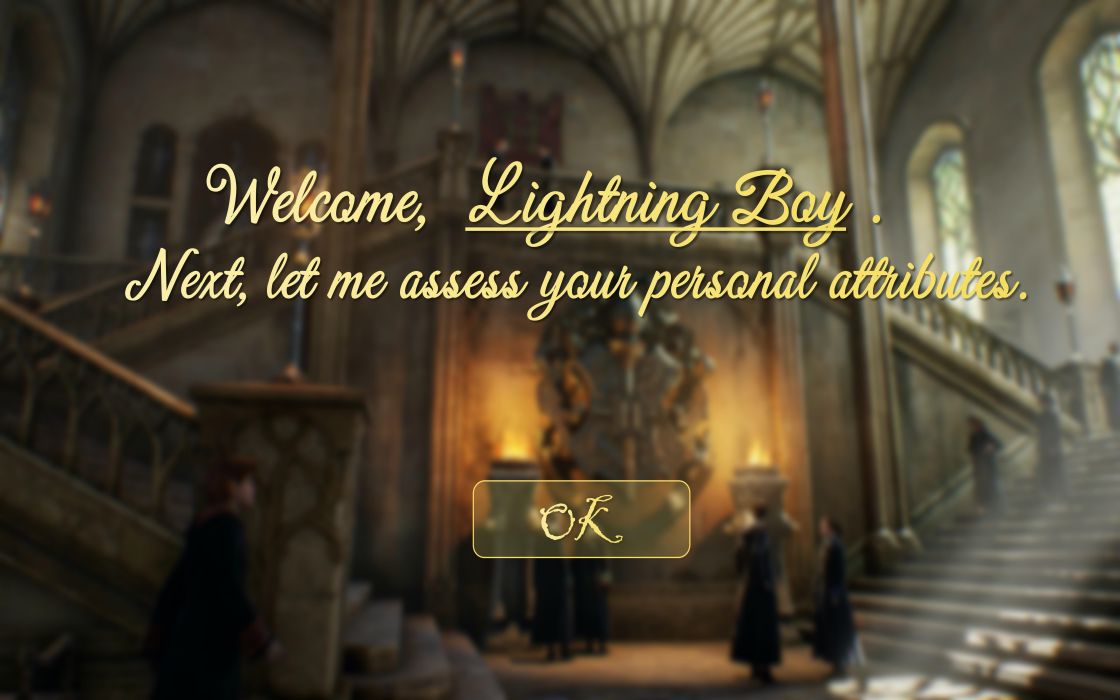 Welcome, Lightning Boy .
Next, let me assess your personal attributes.
OK